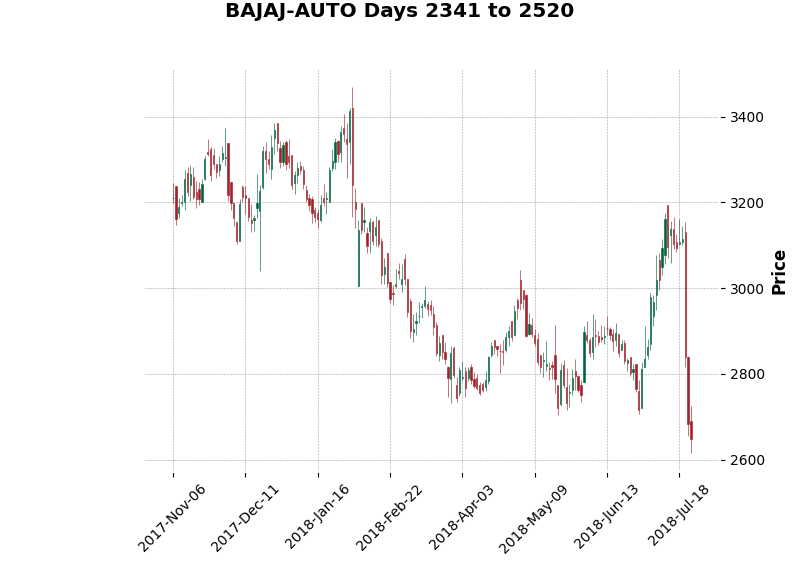 BAJAJ-AUTO Days 2341 to 2520
3400
3200
3000
2800
2600
Price
2017-Nov-06
2017-Dec-11
2018-Jan-16
2018-Feb-22
2018-Apr-03
2018-May-09
2018-Jun-13
2018-Jul-18